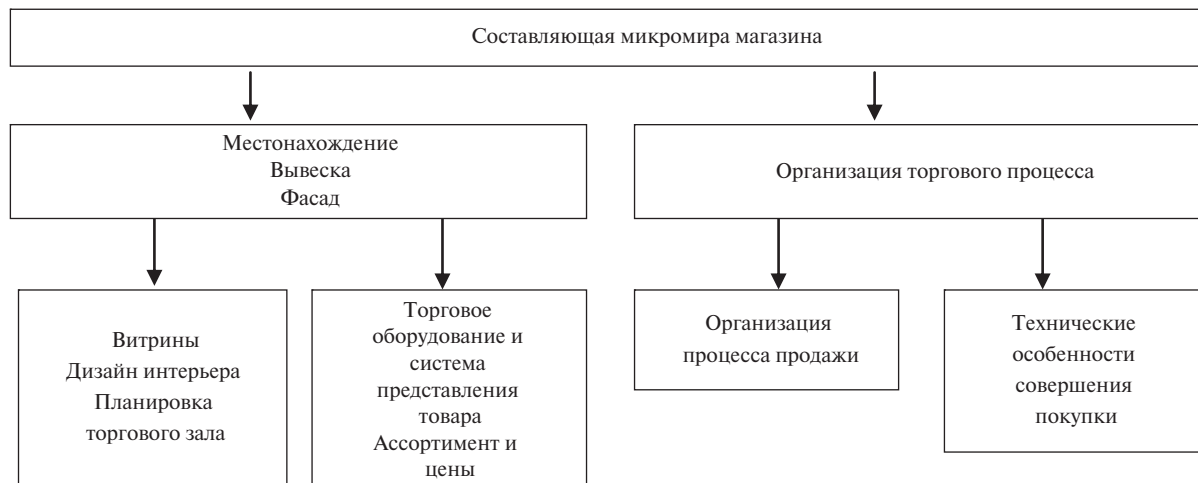 Составляющая микромира магазина
Местонахождение
Вывеска
Фасад
Организация торгового процесса
Витрины
Дизайн интерьера
Планировка
торгового зала
Торговое
оборудование и
система
представления
товара
Ассортимент и
цены
Организация
процесса продажи
Технические
особенности
совершения
покупки